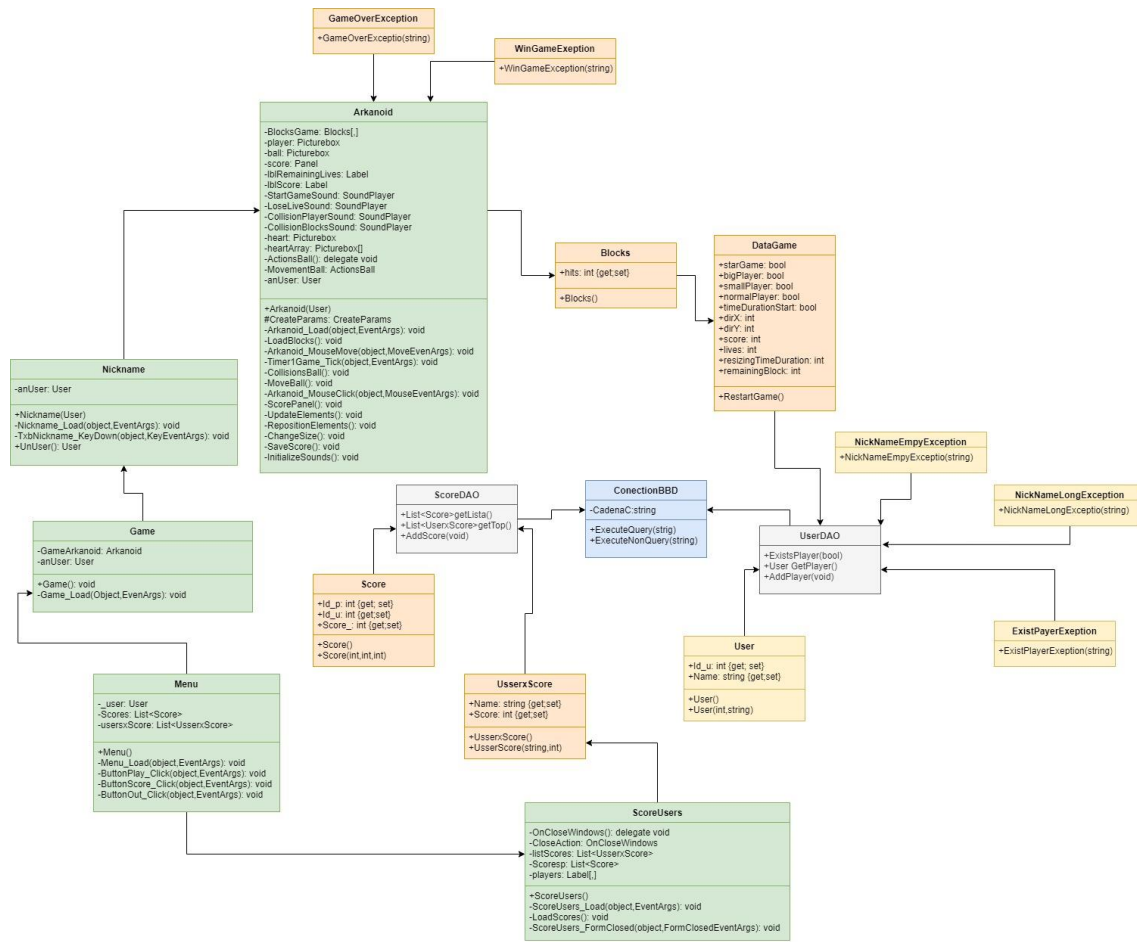 GameOverException
+GameOverExceptio(string)
WinGameExeption
+WinGameException(string)
Arkanoid
-BlocksGame: Blocks[,]
-player: Picturebox
-ball: Picturebox
-score: Panel
-lblRemainingLives: Label
-lblScore: Label
-StartGameSound: SoundPlayer
-LoseLiveSound: SoundPlayer
-CollisionPlayerSound: SoundPlayer
-CollisionBlocksSound: SoundPlayer
-heart: Picturebox
-heartArray: Picturebox[]
-ActionsBall(): delegate void
-MovementBall: ActionsBall
-anUser: User
+Arkanoid(User)
#CreateParams: CreateParams
-Arkanoid_Load(object,EventArgs): void
-LoadBlocks(): void
-Arkanoid_MouseMove(object,MoveEvenArgs): void
-Timer1Game_Tick(object,EventArgs): void
-CollisionsBall(): void
-MoveBall(): void
-Arkanoid_MouseClick(object,MouseEventArgs): void
-ScorePanel(): void
-UpdateElements(): void
-RepositionElements(): void
-ChangeSize(): void
-SaveScore(): void
-InitializeSounds(): void
Blocks
+hits: int {get;set}
+Blocks()
DataGame
+starGame: bool
+bigPlayer: bool
+smallPlayer: bool
+normalPlayer: bool
+timeDurationStart: bool
+dirX: int
+dirY: int
+score: int
+lives: int
+resizingTimeDuration: int
+remainingBlock: int
+RestartGame()
Nickname
-anUser: User
+Nickname(User)
-Nickname_Load(object,EventArgs): void
-TxbNickname_KeyDown(object,KeyEventArgs): void
+UnUser(): User
NickNameEmpyException
+NickNameEmpyExceptio(string)
NickNameLongException
+NickNameLongExceptio(string)
ScoreDAO
+List<Score>getLista()
+List<UserxScore>getTop()
+AddScore(void)
ConectionBBD
-CadenaC:string
+ExecuteQuery(strig)
+ExecuteNonQuery(string)
UserDAO
+ExistsPlayer(bool)
+User GetPlayer()
+AddPlayer(void)
Game
-GameArkanoid: Arkanoid
-anUser: User
+Game(): void
-Game_Load(Object,EvenArgs): void
Score
+Id_p: int {get; set}
+Id_u: int {get;set}
+Score_: int {get;set}
+Score()
+Score(int,int,int)
User
+Id_u: int {get; set}
+Name: string {get;set}
+User()
+User(int,string)
ExistPayerExeption
+ExistPlayerExeption(string)
Menu
-_user: User
-Scores: List<Score>
-usersxScore: List<UsserxScore>
+Menu()
-Menu_Load(object,EventArgs): void
-ButtonPlay_Click(object,EventArgs): void
-ButtonScore_Click(object,EventArgs): void
-ButtonOut_Click(object,EventArgs): void
UsserxScore
+Name: string {get;set}
+Score: int {get;set}
+UsserxScore()
+UsserScore(string,int)
ScoreUsers
-OnCloseWindows(): delegate void
-CloseAction: OnCloseWindows
-listScores: List<UsserxScore>
-Scoresp: List<Score>
-players: Label[,]
+ScoreUsers()
-ScoreUsers_Load(object,EventArgs): void
-LoadScores(): void
-ScoreUsers_FormClosed(object,FormClosedEventArgs): void